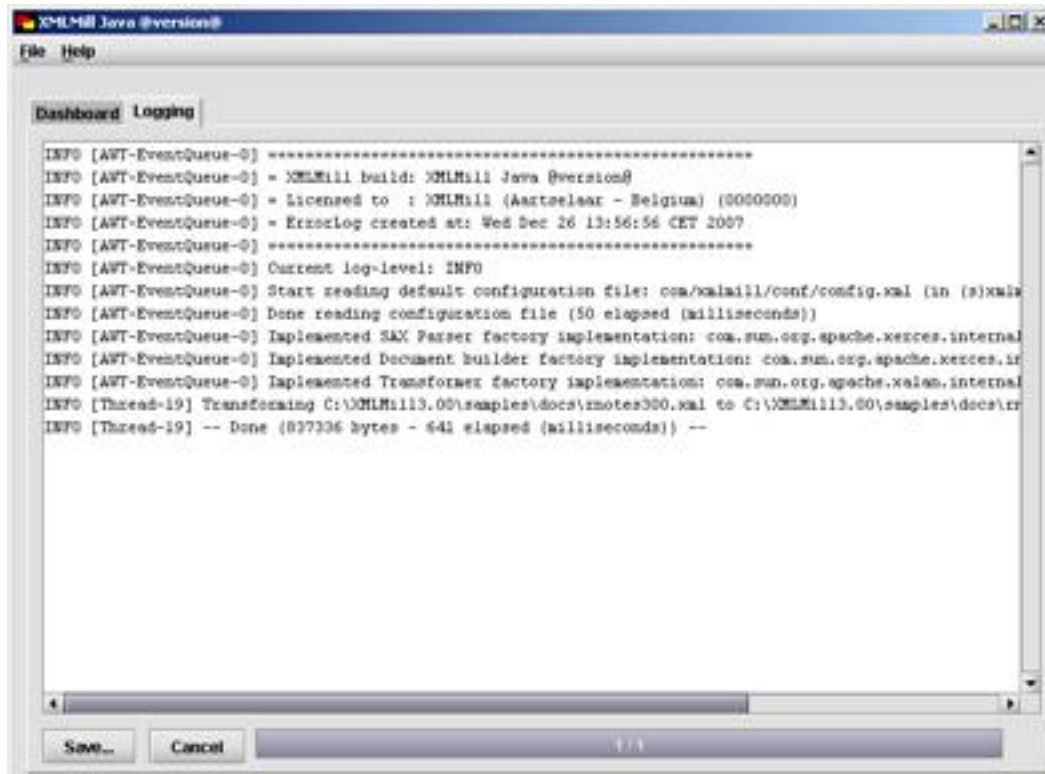 XMLMill Java @version@
File Help
Dashboard Logging
INFO [AWT-EventQueue-0] ====================================================
INFO [AWT-EventQueue-0] = XMLMill build: XMLMill Java @version@
INFO [AWT-EventQueue-0] = Licensed to : XMLMill (Aartselaar - Belgium) (0000000)
INFO [AWT-EventQueue-0] = ErrorLog created at: Wed Dec 26 13:56:56 CET 2007
INFO [AWT-EventQueue-0] ====================================================
INFO [AWT-EventQueue-0] Current log-level: INFO
INFO [AWT-EventQueue-0] Start reading default configuration file: com/xmlmill/conf/config.xml (in (s)xmlm
INFO [AWT-EventQueue-0] Done reading configuration file (50 elapsed (milliseconds))
INFO [AWT-EventQueue-0] Implemented SAX Parser factory implementation: com.sun.org.apache.xerces.internal
INFO [AWT-EventQueue-0] Implemented Document builder factory implementation: com.sun.org.apache.xerces.in
INFO [AWT-EventQueue-0] Implemented Transformer factory implementation: com.sun.org.apache.xalan.internal
INFO [Thread-19] Transforming C:\XMLMill3.00\samples\docs\rnotes300.xml to C:\XMLMill3.00\samples\docs\rn
INFO [Thread-19] -- Done (837336 bytes - 641 elapsed (milliseconds)) --
Save... Cancel 1 / 1